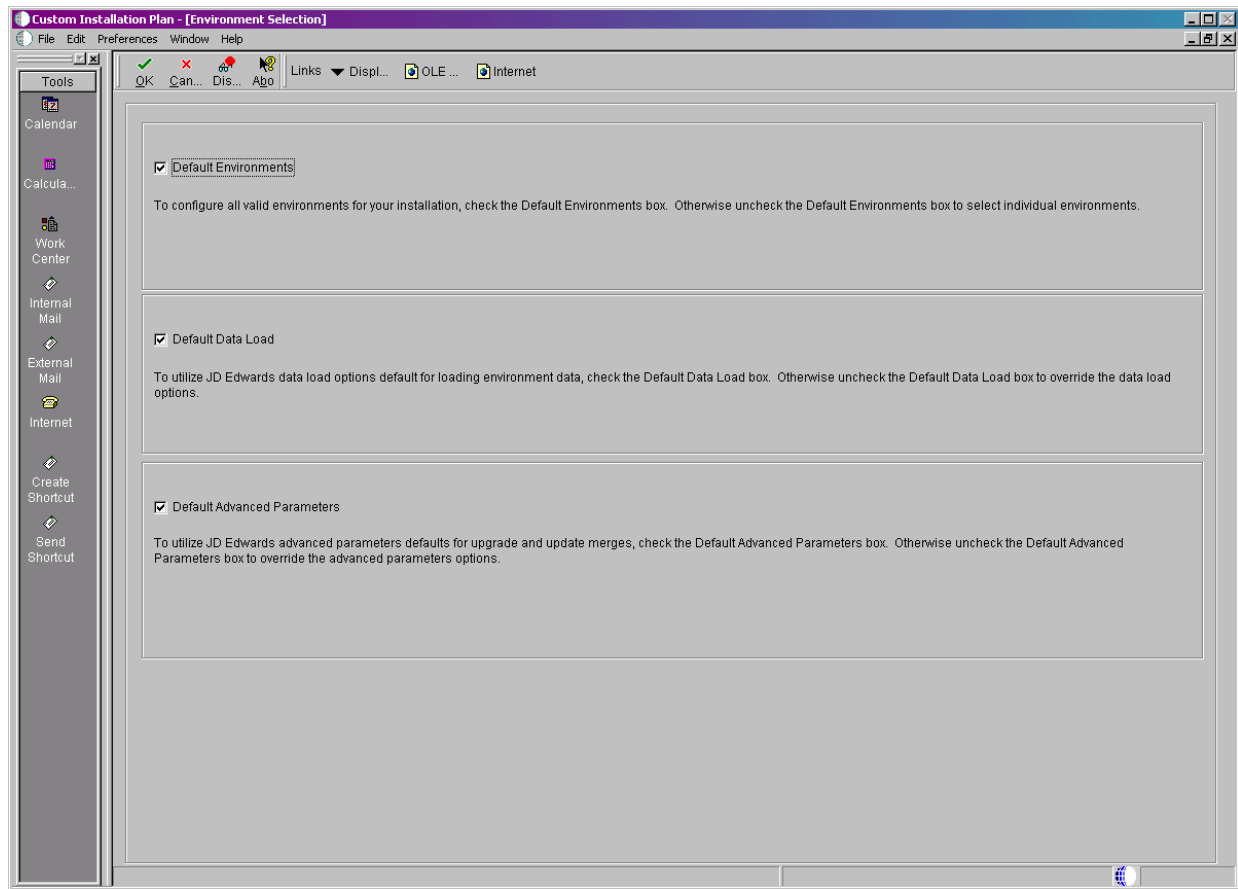 Custom Installation Plan - [Environment Selection]
File Edit Preferences Window Help
Tools
Calendar
Calcula...
Work
Center
Internal
Mail
External
Mail
Internet
Create
Shortcut
Send
Shortcut
OK Can... Dis... Abo Links Displ... OLE ... Internet
Default Environments
To configure all valid environments for your installation, check the Default Environments box. Otherwise uncheck the Default Environments box to select individual environments.
Default Data Load
To utilize JD Edwards data load options default for loading environment data, check the Default Data Load box. Otherwise uncheck the Default Data Load box to override the data load
options.
Default Advanced Parameters
To utilize JD Edwards advanced parameters defaults for upgrade and update merges, check the Default Advanced Parameters box. Otherwise uncheck the Default Advanced
Parameters box to override the advanced parameters options.